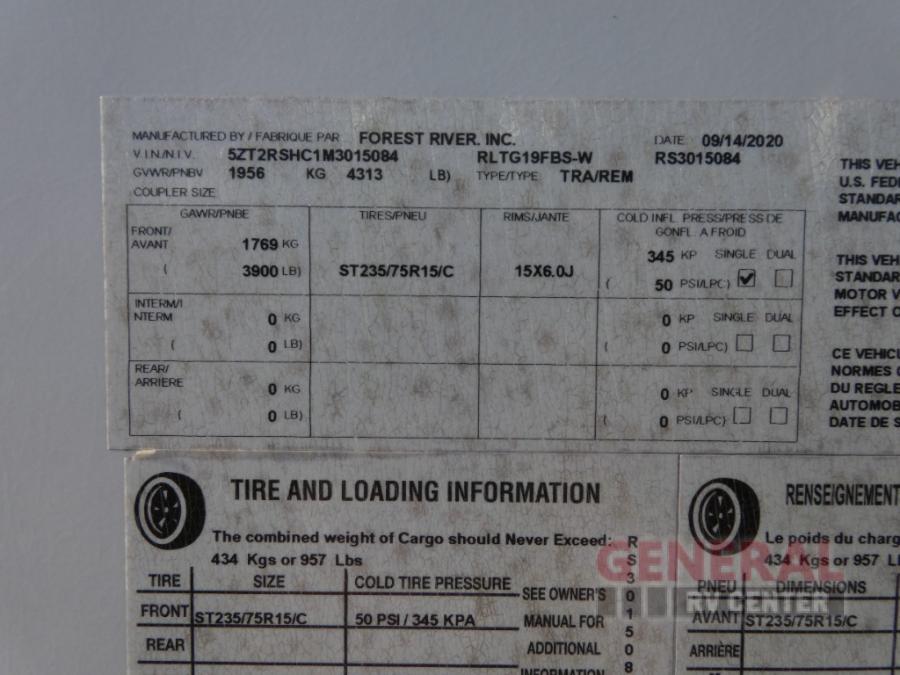 MANUFACTURED BY / FABRIQUE PAR FOREST RIVER, INC. DATE 09/14/2020
V.I.N./N.I.V. 5ZT2RSHC1M3015084 RLTG19FBS-W RS3015084
GVWR/PNBV 1956 KG 4313 LB) TYPE/TYPE: TRA/REM
COUPLER SIZE
GAWR/PNBE TIRES/PNEU RIMS/JANTE COLD INFL. PRESS/PRESS DE
GONFL. A FROID
FRONT/
AVANT 1769 KG 345 KP SINGLE DUAL
( 3900 LB) ST235/75R15/C 15X6.0J ( 50 PSI/LPC)
INTERM/I
NTERM 0 KG 0 KP SINGLE DUAL
( 0 LB) ( 0 PSI/LPC)
REAR/
ARRIÈRE 0 KG 0 KP SINGLE DUAL
( 0 LB) ( 0 PSI/LPC)
THIS VEH
U.S. FEDE
STANDAR
MANUFAC
THIS VEH
STANDAR
MOTOR V
EFFECT O
CE VEHICU
NORMES
DU REGLE
AUTOMOB
DATE DE S
TIRE AND LOADING INFORMATION
The combined weight of Cargo should Never Exceed:
434 Kgs or 957 Lbs
TIRE SIZE COLD TIRE PRESSURE
FRONT ST235/75R15/C 50 PSI / 345 KPA
REAR
SEE OWNER'S
MANUAL FOR
ADDITIONAL
INFORMATION
R
S
3
0
1
5
0
8
RENSEIGNEMENT
Le poids du charg
434 Kgs or 957 Lb
PNEU DIMENSIONS
AVANT ST235/75R15/C
ARRIÈRE
GENERAL
RV CENTER